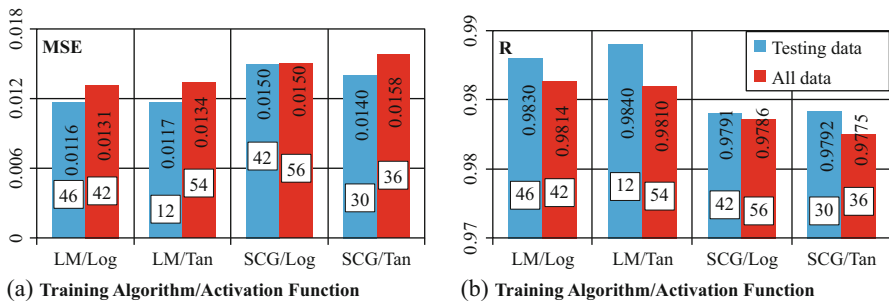 0.018
0.012
0.006
0
MSE
0.0116
0.0131
0.0117
0.0134
0.0150
0.0150
0.0140
0.0158
46
42
12
54
42
56
30
36
LM/Log
LM/Tan
SCG/Log
SCG/Tan
(a) Training Algorithm/Activation Function
0.99
0.98
0.98
0.97
R
Testing data
All data
0.9830
0.9814
0.9840
0.9810
0.9791
0.9786
0.9792
0.9775
46
42
12
54
42
56
30
36
LM/Log
LM/Tan
SCG/Log
SCG/Tan
(b) Training Algorithm/Activation Function